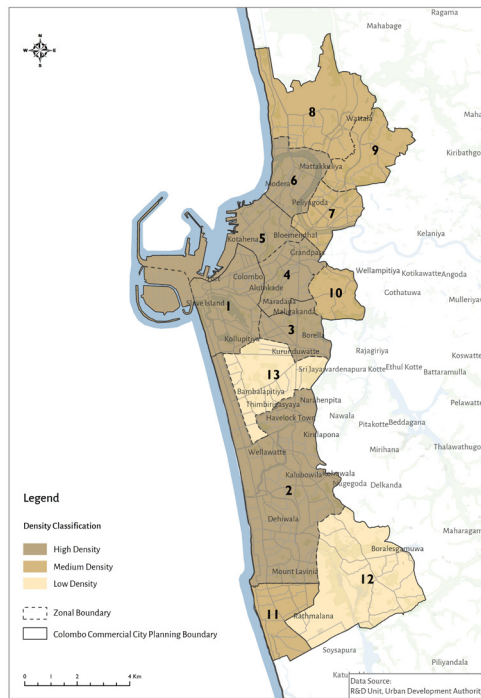 Ragama
Mahabage
N
W E
S
8
Wattala
9
Kiribathgo
Mattakkuliya
6
Modera
Peliyagoda
7
Kelaniya
Kotahena
5
Bloemendhal
Grandpass
Wellampitiya
Kotikawatte
Angoda
Fort
Colombo
4
Aluthkade
Gothatuwa
10
Mulleriya
Slave Island
1
Maradana
Maligakanda
3
Borella
Kollupitiya
Kurunduwatte
Rajagiriya
Koswatte
13
Sri Jayawardenapura Kotte
Ethul Kotte
Battaramulla
Bambalapitiya
Thimbirigasyaya
Narahenpita
Pelawatte
Havelock Town
Nawala
Pitakotte
Beddagana
Kirulapona
Wellawatte
Mirihana
Thalawathugo
Kalubowila
Kohuwala
Nugegoda
Delkanda
2
Dehiwala
Maharagam
Boralesgamuwa
Mount Lavinia
12
11
Rathmalana
Soysapura
Piliyandala
Legend
Density Classification
High Density
Medium Density
Low Density
Zonal Boundary
Colombo Commercial City Planning Boundary
0 1 2 4 Km
Data Source:
R&D Unit, Urban Development Authority